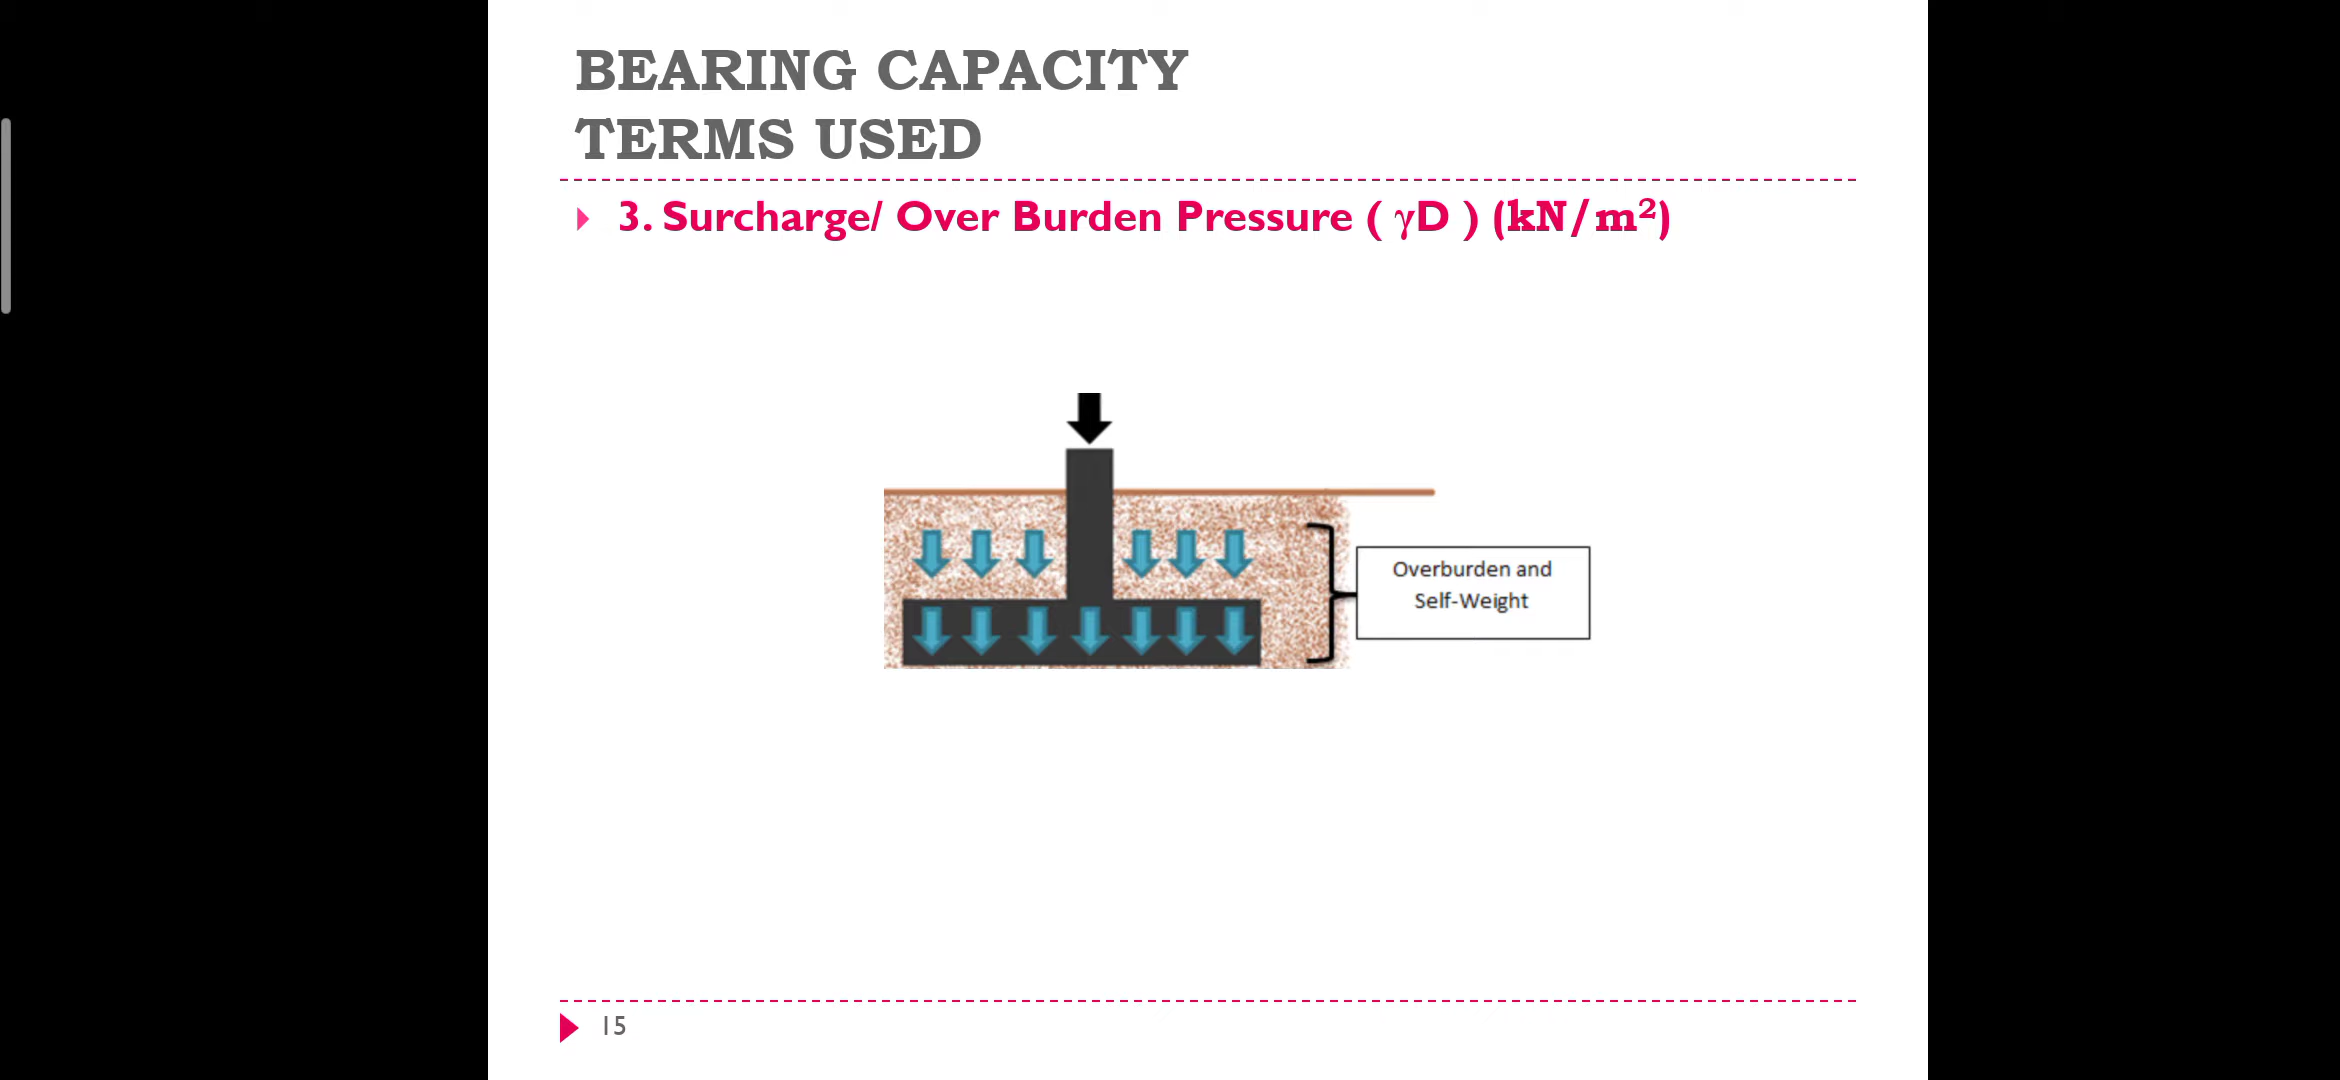 BEARING CAPACITY
TERMS USED
3. Surcharge/ Over Burden Pressure ( γD ) (kN/m²)
Overburden and
Self-Weight
15